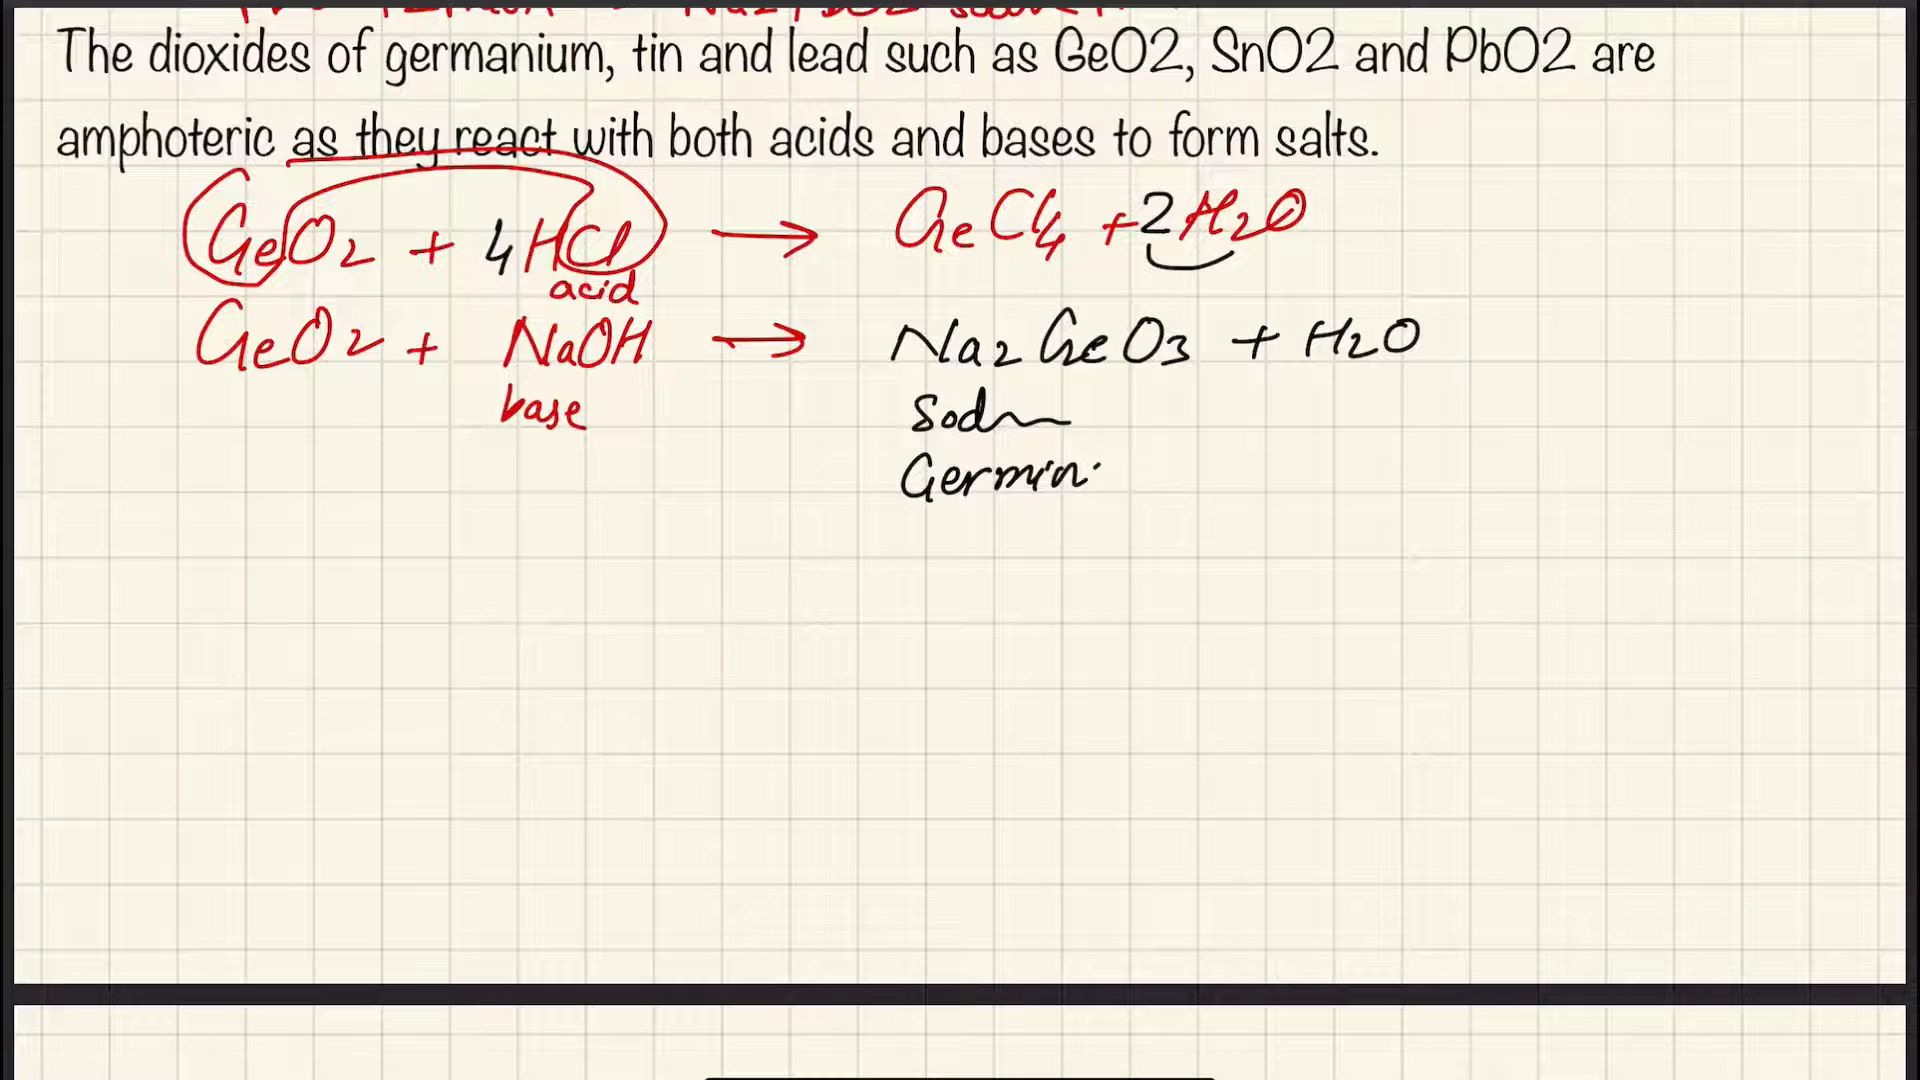 The dioxides of germanium, tin and lead such as GeO2, SnO2 and PbO2 are
amphoteric as they react with both acids and bases to form salts.
GeO2 + 4HCl → GeCl4 + 2H2O
acid
GeO2 + NaOH → Na2GeO3 + H2O
base
Sod
Germin